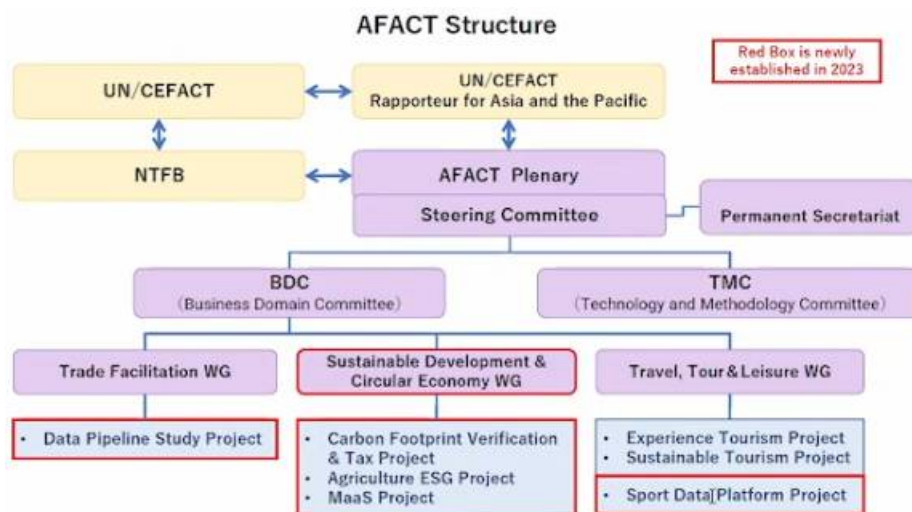 AFACT Structure
Red Box is newly
established in 2023
UN/CEFACT
UN/CEFACT
Rapporteur for Asia and the Pacific
NTFB
AFACT Plenary
Steering Committee
Permanent Secretariat
BDC
(Business Domain Committee)
TMC
(Technology and Methodology Committee)
Trade Facilitation WG
Sustainable Development &
Circular Economy WG
Travel, Tour & Leisure WG
• Data Pipeline Study Project
• Carbon Footprint Verification
& Tax Project
• Agriculture ESG Project
• MaaS Project
• Experience Tourism Project
• Sustainable Tourism Project
• Sport Data Platform Project